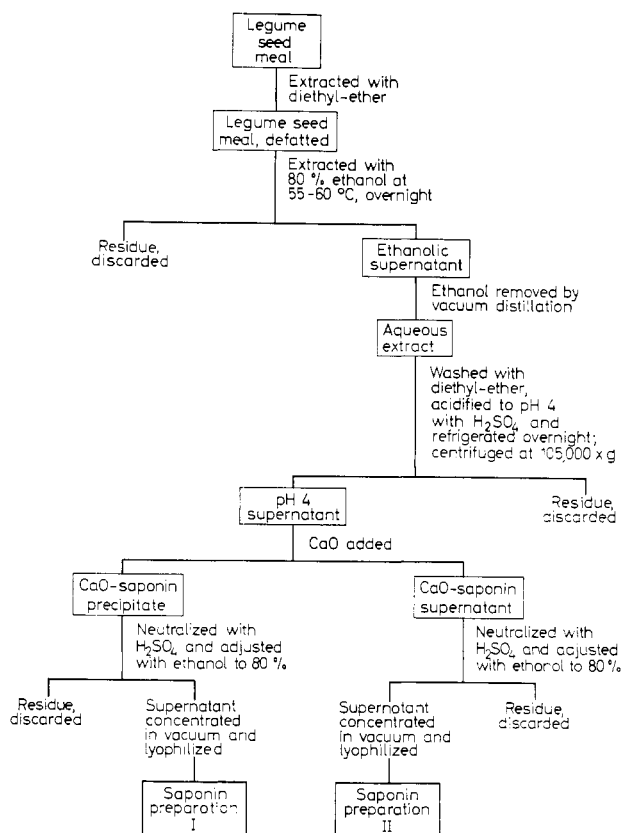 Legume
seed
meal
Extracted with
diethyl-ether
Legume seed
meal, defatted
Extracted with
80 % ethanol at
55-60 °C, overnight
Residue,
discarded
Ethanolic
supernatant
Ethanol removed by
vacuum distillation
Aqueous
extract
Washed with
diethyl-ether,
acidified to pH 4
with H₂SO₄ and
refrigerated overnight;
centrifuged at 105,000 x g
pH 4
supernatant
Residue,
discarded
CaO added
CaO-saponin
precipitate
CaO-saponin
supernatant
Neutralized with
H₂SO₄ and adjusted
with ethanol to 80 %
Neutralized with
H₂SO₄ and adjusted
with ethanol to 80%
Residue,
discarded
Supernatant
concentrated
in vacuum and
lyophilized
Supernatant
concentrated
in vacuum and
lyophilized
Residue,
discarded
Saponin
preparation
I
Saponin
preparation
II